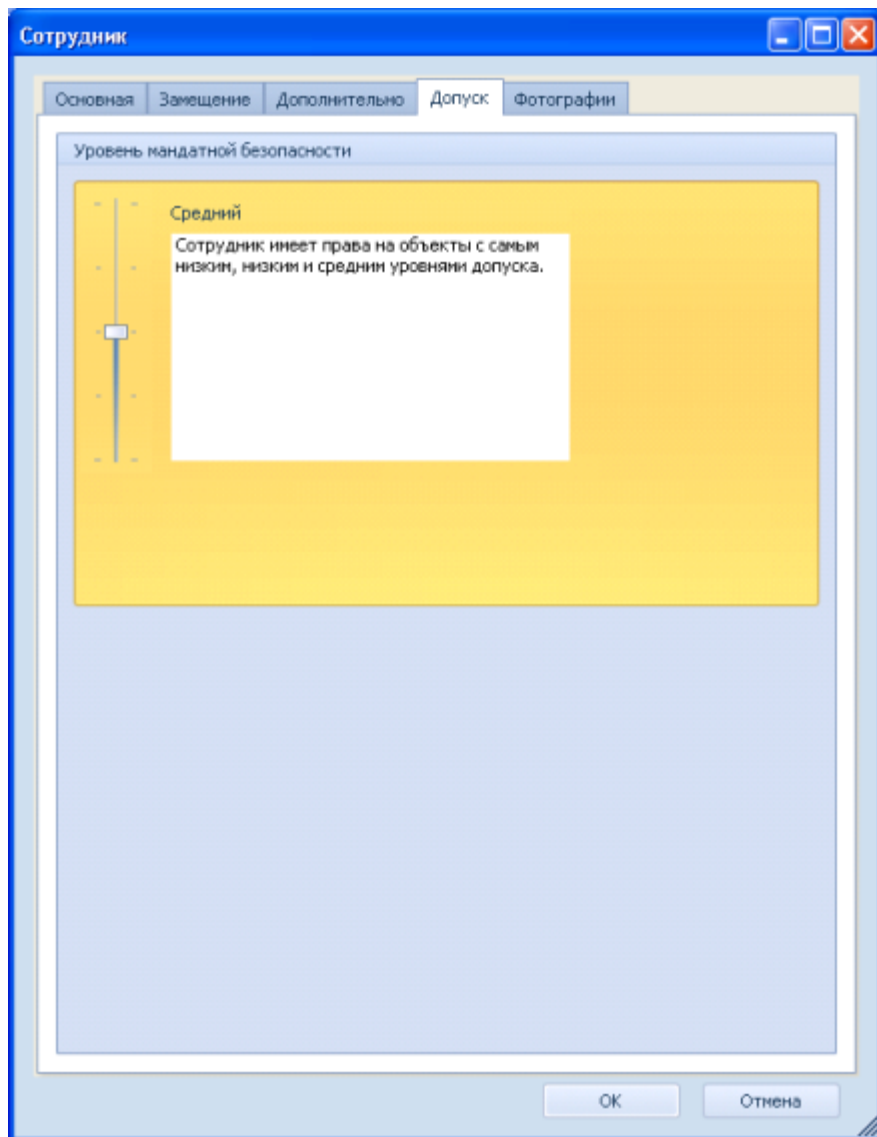 Сотрудник
Основная Замещение Дополнительно Допуск Фотографии
Уровень мандатной безопасности
Средний
Сотрудник имеет права на объекты с самым
низким, низким и средним уровнями допуска.
ОК Отмена